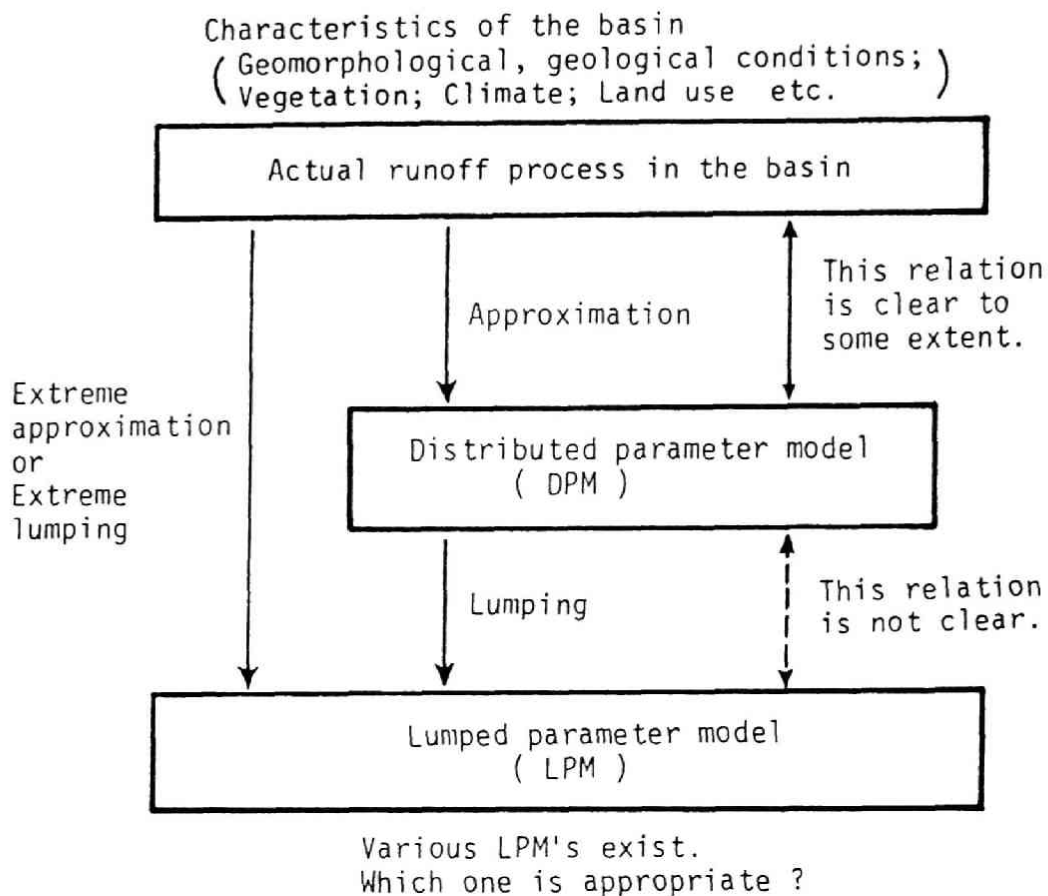 Characteristics of the basin
( Geomorphological, geological conditions; )
Vegetation; Climate; Land use etc.
Actual runoff process in the basin
Approximation
This relation
is clear to
some extent.
Extreme
approximation
or
Extreme
lumping
Distributed parameter model
( DPM )
Lumping
This relation
is not clear.
Lumped parameter model
( LPM )
Various LPM's exist.
Which one is appropriate ?